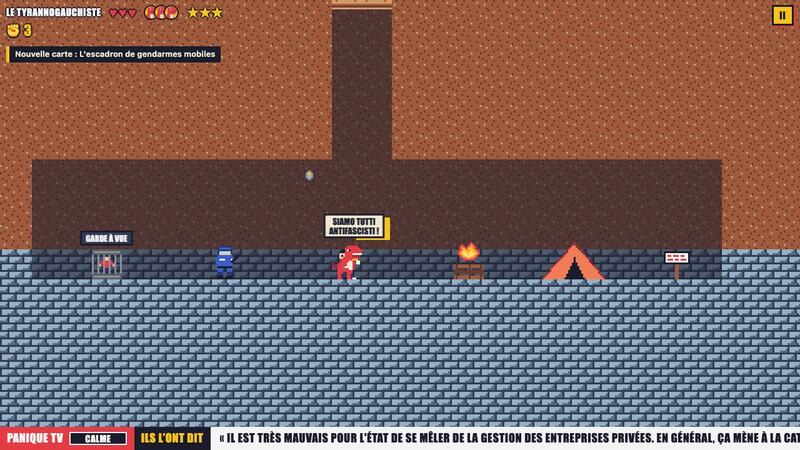 LE TYRANNOGAUCHISTE
3
Nouvelle carte : L'escadron de gendarmes mobiles
SIAMO TUTTI
ANTIFASCISTI !
GARDE À VUE
PANIQUE TV
CALME
ILS L'ONT DIT
« IL EST TRÈS MAUVAIS POUR L'ÉTAT DE SE MÊLER DE LA GESTION DES ENTREPRISES PRIVÉES. EN GÉNÉRAL, ÇA MÈNE À LA CAT